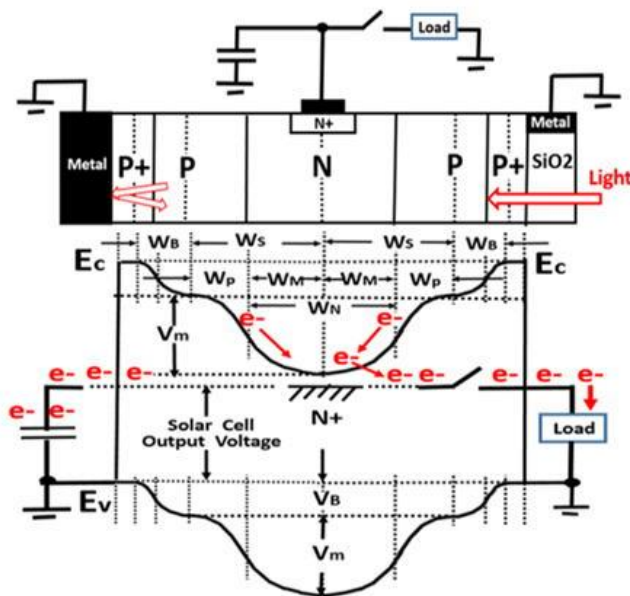 Load
N+
Metal
Metal
P+ P N P P+ SiO2
Light
WB WS WS WB
EC EC
Wp WM WM Wp
WN
Vm
e- e-
e-
e- e- e- e- e- e- e- e-
e- e-
Solar Cell
Output Voltage
N+
Load
EV
VB
Vm